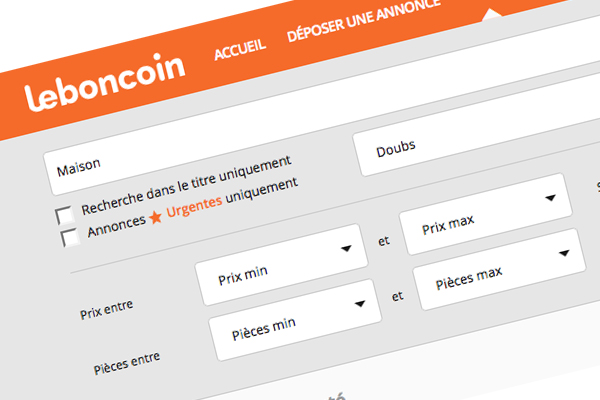 leboncoin
ACCUEIL
DÉPOSER UNE ANNONCE
Maison
Doubs
Recherche dans le titre uniquement
Annonces ★ Urgentes uniquement
Prix entre
Prix min
et
Prix max
Pièces entre
Pièces min
et
Pièces max